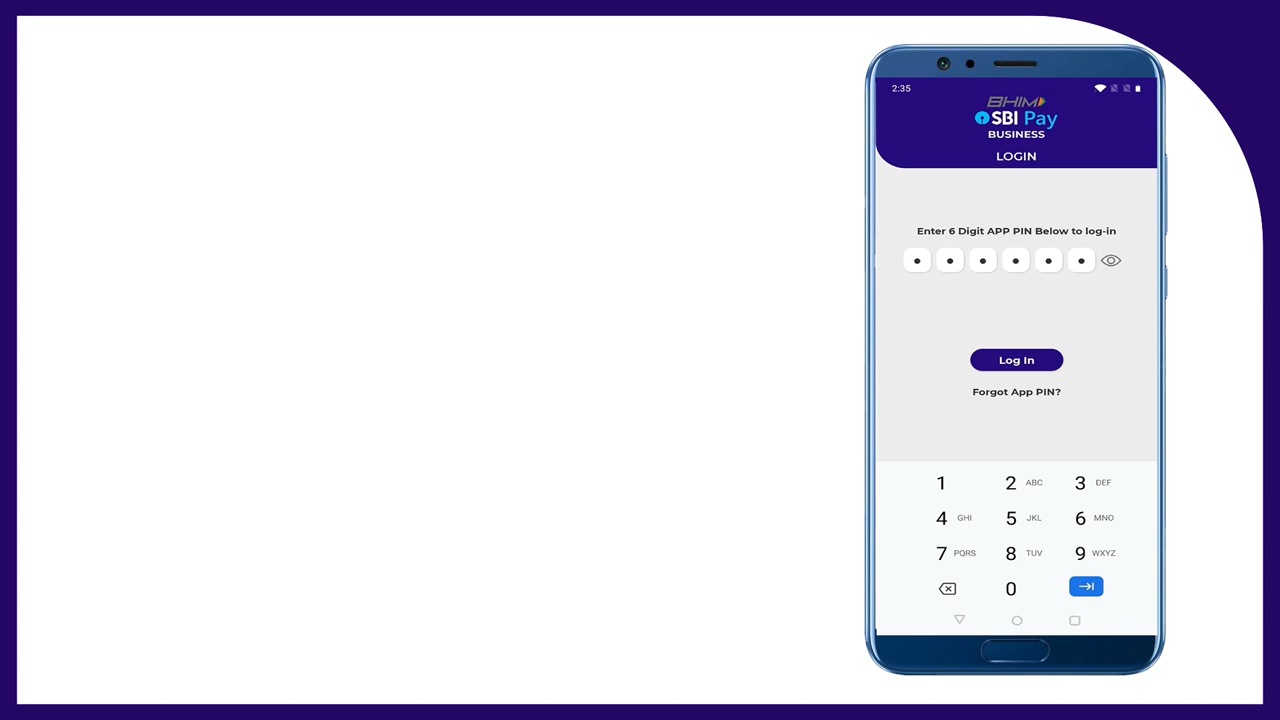 2:35
BHIM
SBI Pay
BUSINESS
LOGIN
Enter 6 Digit APP PIN Below to log-in
Log In
Forgot App PIN?
1 2 ABC 3 DEF
4 GHI 5 JKL 6 MNO
7 PQRS 8 TUV 9 WXYZ
0